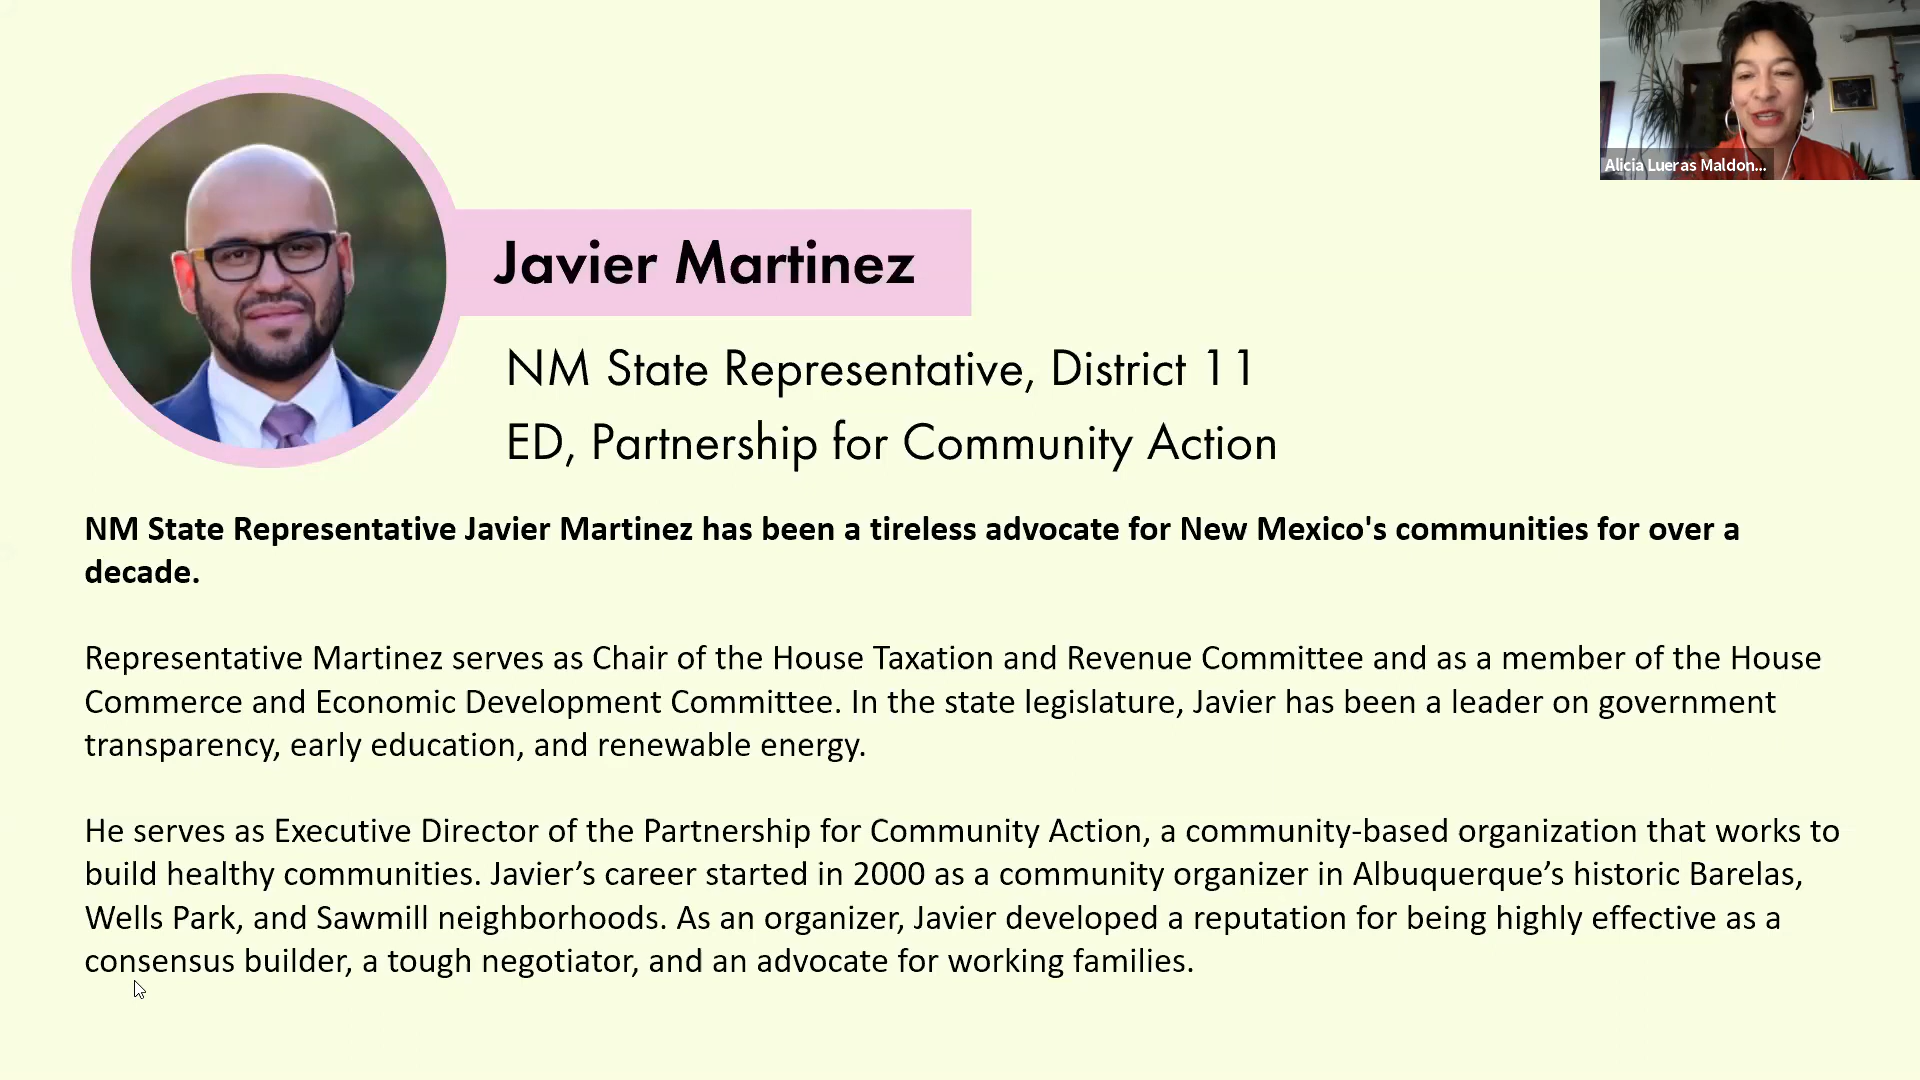 Alicia Lueras Maldon...
Javier Martinez
NM State Representative, District 11
ED, Partnership for Community Action
NM State Representative Javier Martinez has been a tireless advocate for New Mexico's communities for over a
decade.
Representative Martinez serves as Chair of the House Taxation and Revenue Committee and as a member of the House
Commerce and Economic Development Committee. In the state legislature, Javier has been a leader on government
transparency, early education, and renewable energy.
He serves as Executive Director of the Partnership for Community Action, a community-based organization that works to
build healthy communities. Javier’s career started in 2000 as a community organizer in Albuquerque’s historic Barelas,
Wells Park, and Sawmill neighborhoods. As an organizer, Javier developed a reputation for being highly effective as a
consensus builder, a tough negotiator, and an advocate for working families.